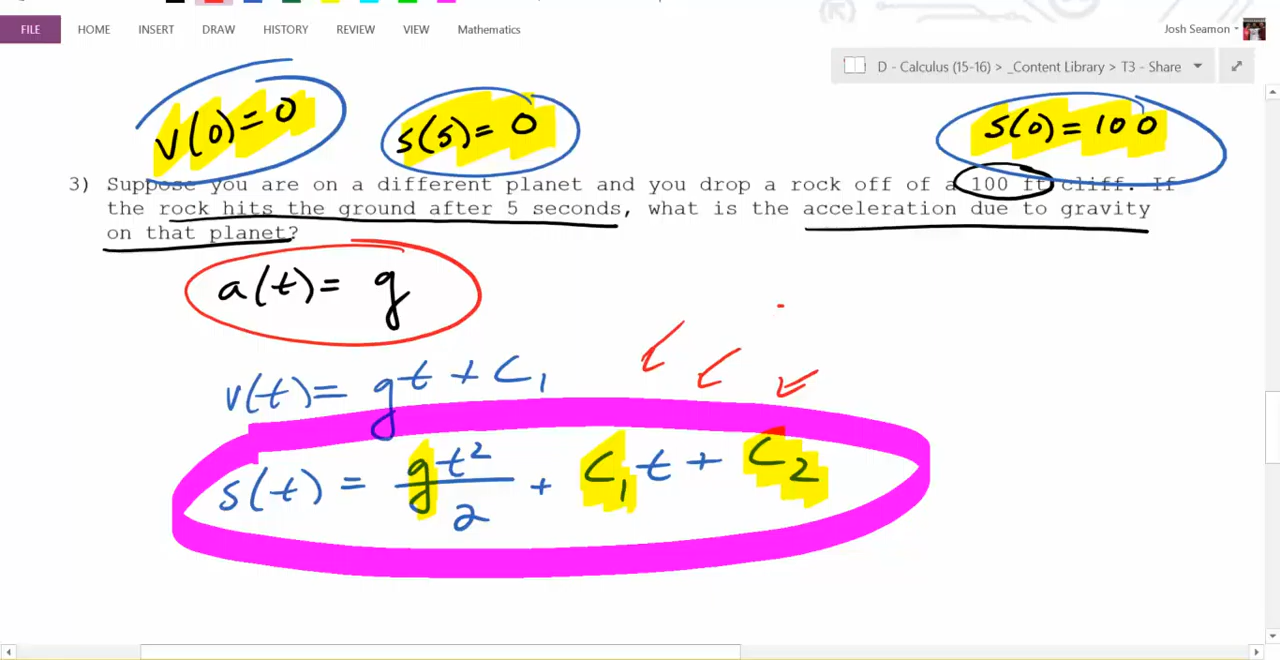 FILE HOME INSERT DRAW HISTORY REVIEW VIEW Mathematics Josh Seamon
D - Calculus (15-16) > _Content Library > T3 - Share
v(0)=0 s(5)=0 s(0)=100
3) Suppose you are on a different planet and you drop a rock off of a 100 ft cliff. If
the rock hits the ground after 5 seconds, what is the acceleration due to gravity
on that planet?
a(t)= g
v(t)= gt + C₁
s(t) = gt²/2 + C₁t + C₂